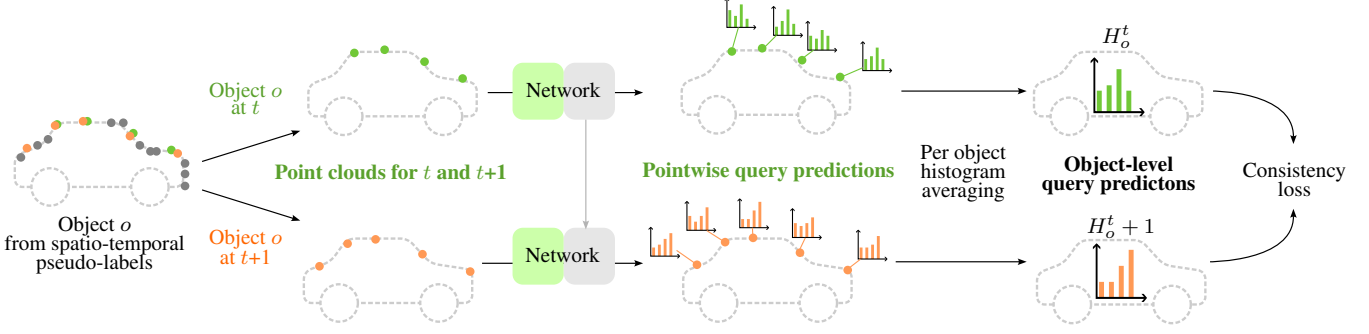 Object o
from spatio-temporal
pseudo-labels
Object o
at t
Object o
at t+1
Point clouds for t and t+1
Network
Network
Pointwise query predictions
Per object
histogram
averaging
H_o^t
Object-level
query predictons
H_o^t + 1
Consistency
loss